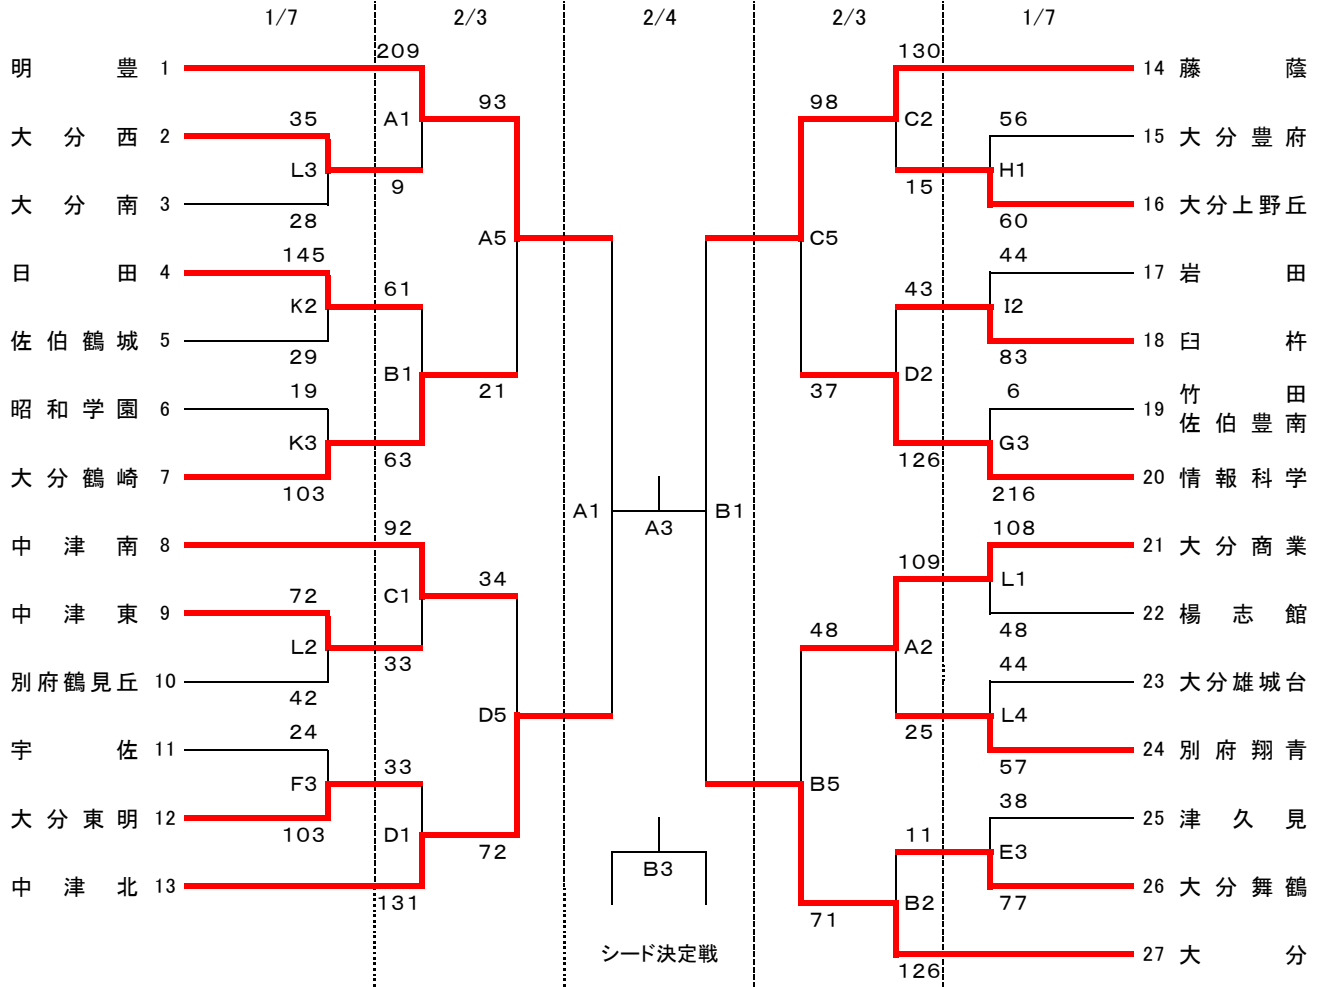 1/7 2/3 2/4 2/3 1/7
209 130
明豊 1 14 藤蔭
93 98
35 A1 C2 56
大分西 2 15 大分豊府
L3 H1
9 15
大分南 3 16 大分上野丘
28 60
A5 C5
145 44
日田 4 17 岩田
61 43
K2 I2
佐伯鶴城 5 18 臼杵
29 83
B1 D2
19 21 37 6 竹田
昭和学園 6 19
佐伯豊南
K3 G3
63 126
大分鶴崎 7 20 情報科学
103 216
A1 B1
A3
92 108
中津南 8 21 大分商業
109
34 L1
72 C1
中津東 9 22 楊志館
48 48
L2 A2
33 44
別府鶴見丘 10 23 大分雄城台
42
D5 L4
24 25
宇佐 11 24 別府翔青
33 57
F3 B5
38
大分東明 12 25 津久見
103 D1 11
72 E3
B3
中津北 13 26 大分舞鶴
131 B2 77
71
シード決定戦 27 大分
126